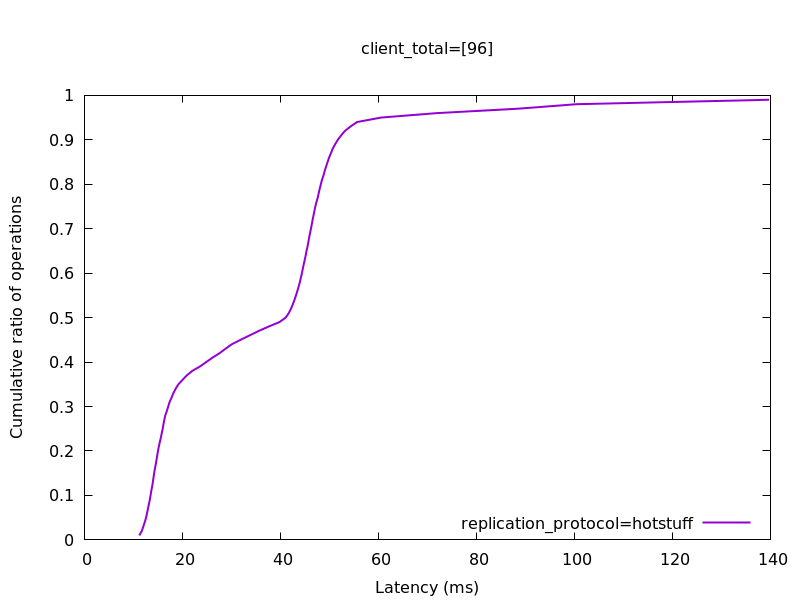 client_total=[96]
1
0.9
0.8
0.7
0.6
0.5
0.4
0.3
0.2
0.1
0
Cumulative ratio of operations
replication_protocol=hotstuff
0 20 40 60 80 100 120 140
Latency (ms)